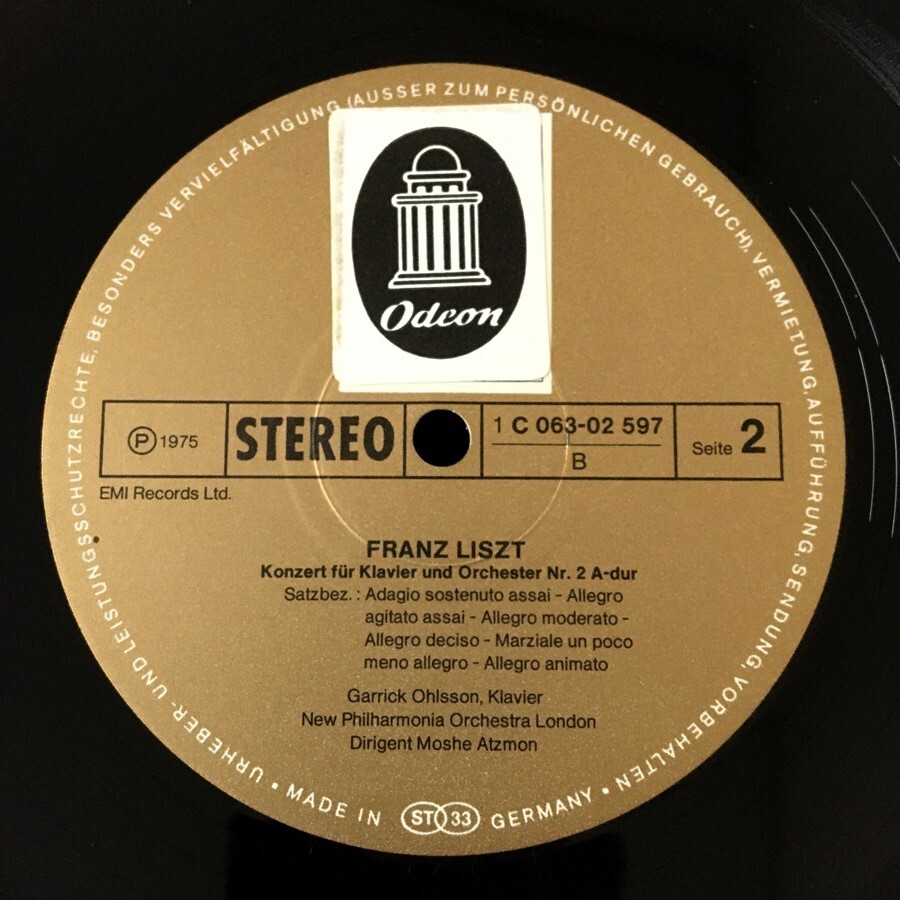 URHEBER- UND LEISTUNGSSCHUTZRECHTE, BESONDERS VERVIELFÄLTIGUNG (AUSSER ZUM PERSÖNLICHEN GEBRAUCH), VERMIETUNG, AUFFÜHRUNG, SENDUNG, VORBEHALTEN
Odeon
℗ 1975
STEREO
1 C 063-02 597
B
Seite 2
EMI Records Ltd.
FRANZ LISZT
Konzert für Klavier und Orchester Nr. 2 A-dur
Satzbez.: Adagio sostenuto assai - Allegro
agitato assai - Allegro moderato -
Allegro deciso - Marziale un poco
meno allegro - Allegro animato
Garrick Ohlsson, Klavier
New Philharmonia Orchestra London
Dirigent Moshe Atzmon
▪ MADE IN ST 33 GERMANY ▪